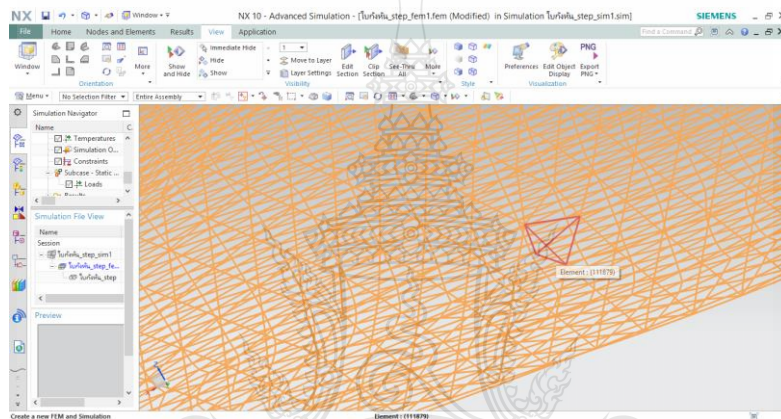 NX
Window
NX 10 - Advanced Simulation - [ใบกังหัน_step_fem1.fem (Modified) in Simulation ใบกังหัน_step_sim1.sim]
SIEMENS
File Home Nodes and Elements Results View Application
Find a Command
Window
More
Show and Hide
Immediate Hide
Hide
Show
1
Move to Layer
Layer Settings
Edit Section
Clip Section
See-Thru All
More
Preferences
Edit Object Display
PNG
Export PNG
Orientation Visibility Style Visualization
Menu No Selection Filter Entire Assembly
Simulation Navigator
Name C
Temperatures
Simulation O...
Constraints
Subcase - Static ...
Loads
Results
Simulation File View
Name
Session
ใบกังหัน_step_sim1
ใบกังหัน_step_fe...
ใบกังหัน_step
Preview
Element : (111879)
Create a new FEM and Simulation
Element : (111879)